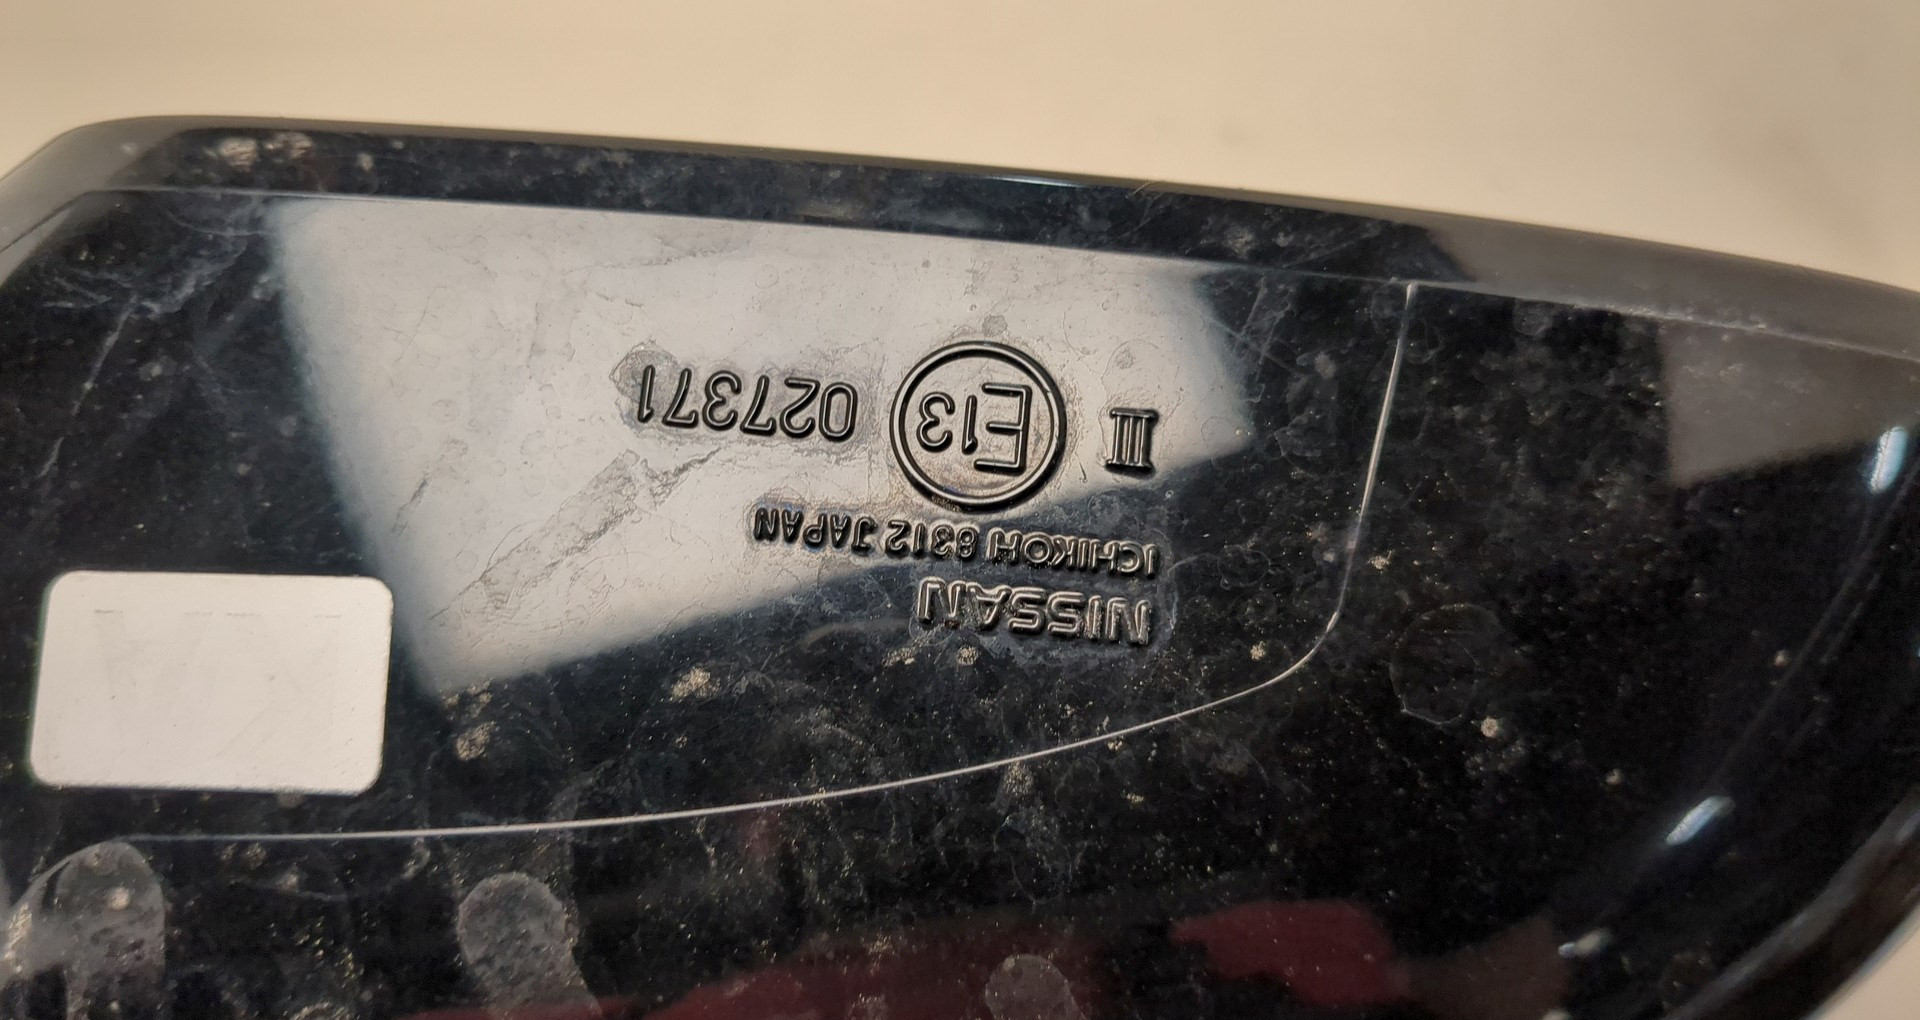 NISSAN
ICHIKOH 8312 JAPAN
III E13 027371